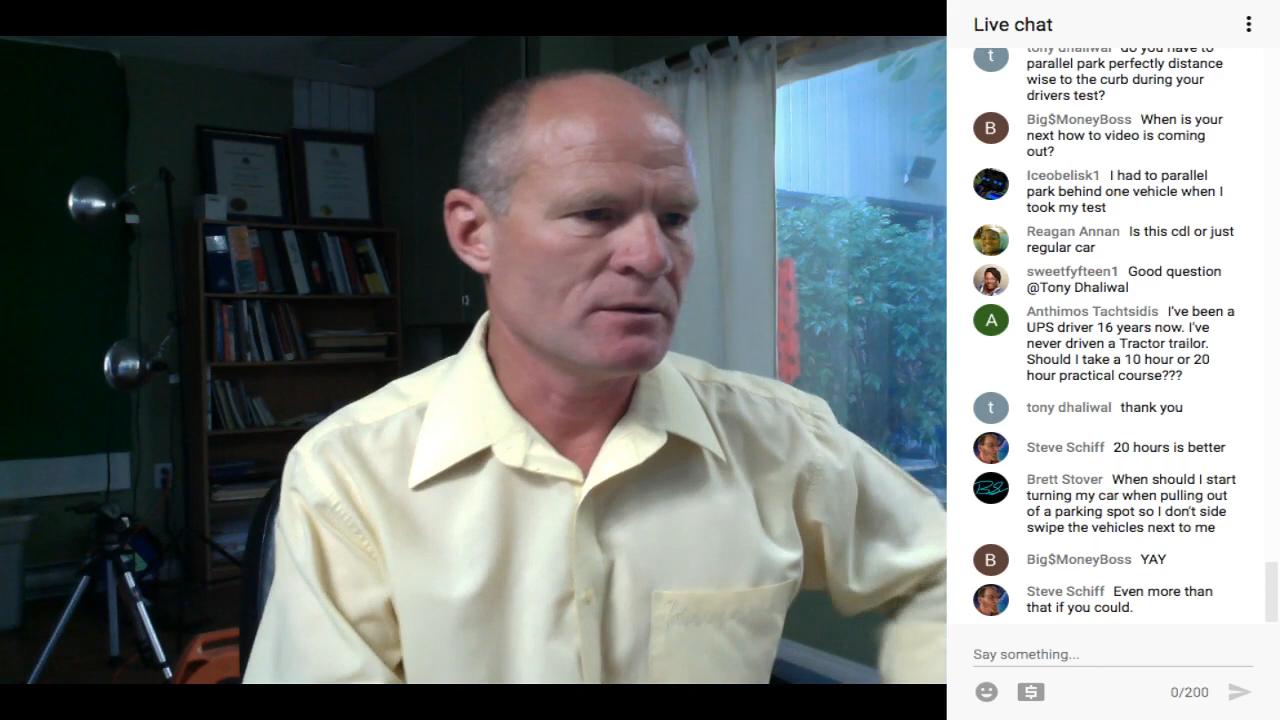 Live chat
tony dhaliwal do you have to
parallel park perfectly distance
wise to the curb during your
drivers test?
Big$MoneyBoss When is your
next how to video is coming
out?
Iceobelisk1 I had to parallel
park behind one vehicle when I
took my test
Reagan Annan Is this cdl or just
regular car
sweetfyfteen1 Good question
@Tony Dhaliwal
Anthimos Tachtsidis I've been a
UPS driver 16 years now. I've
never driven a Tractor trailor.
Should I take a 10 hour or 20
hour practical course???
tony dhaliwal thank you
Steve Schiff 20 hours is better
Brett Stover When should I start
turning my car when pulling out
of a parking spot so I don't side
swipe the vehicles next to me
Big$MoneyBoss YAY
Steve Schiff Even more than
that if you could.
Say something...
0/200